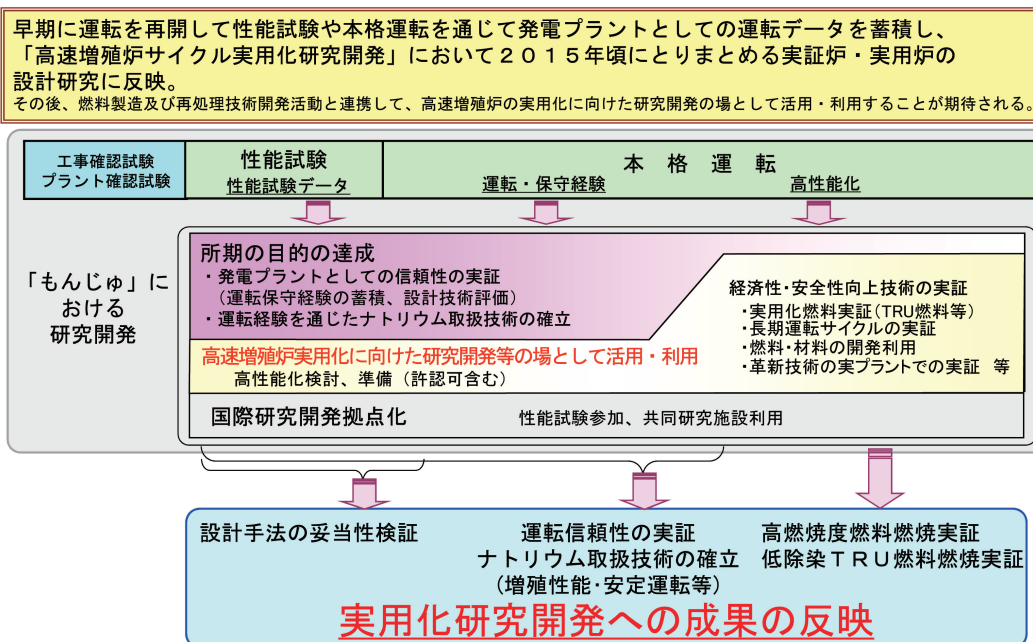 早期に運転を再開して性能試験や本格運転を通じて発電プラントとしての運転データを蓄積し、
「高速増殖炉サイクル実用化研究開発」において２０１５年頃にとりまとめる実証炉・実用炉の
設計研究に反映。
その後、燃料製造及び再処理技術開発活動と連携して、高速増殖炉の実用化に向けた研究開発の場として活用・利用することが期待される。
工事確認試験
プラント確認試験
性能試験
性能試験データ
本格運転
運転・保守経験
高性能化
「もんじゅ」に
おける
研究開発
所期の目的の達成
・発電プラントとしての信頼性の実証
（運転保守経験の蓄積、設計技術評価）
・運転経験を通じたナトリウム取扱技術の確立
経済性・安全性向上技術の実証
・実用化燃料実証（TRU燃料等）
・長期運転サイクルの実証
・燃料・材料の開発利用
・革新技術の実プラントでの実証　等
高速増殖炉実用化に向けた研究開発等の場として活用・利用
高性能化検討、準備（許認可含む）
国際研究開発拠点化
性能試験参加、共同研究施設利用
設計手法の妥当性検証
運転信頼性の実証
ナトリウム取扱技術の確立
（増殖性能・安定運転等）
高燃焼度燃料燃焼実証
低除染ＴＲＵ燃料燃焼実証
実用化研究開発への成果の反映